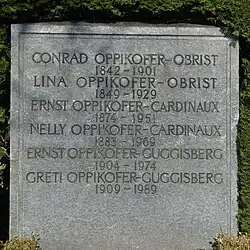 CONRAD OPPIKOFER-OBRIST
1842-1901
LINA OPPIKOFER-OBRIST
1849-1929
ERNST OPPIKOFER-CARDINAUX
1874-1951
NELLY OPPIKOFER-CARDINAUX
1883-1969
ERNST OPPIKOFER-GUGGISBERG
1904-1974
GRETI OPPIKOFER-GUGGISBERG
1909-1989